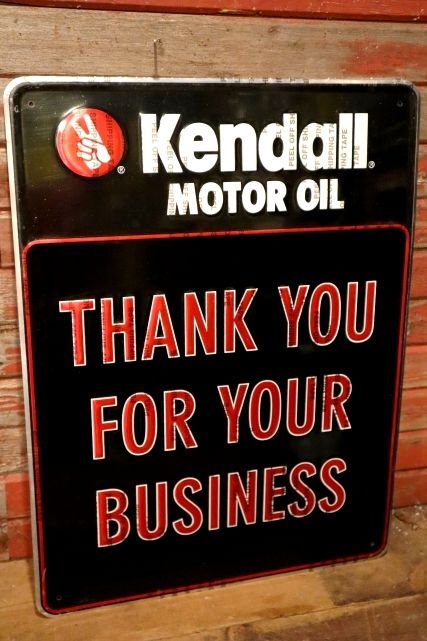 Kendall
MOTOR OIL
THANK YOU
FOR YOUR
BUSINESS